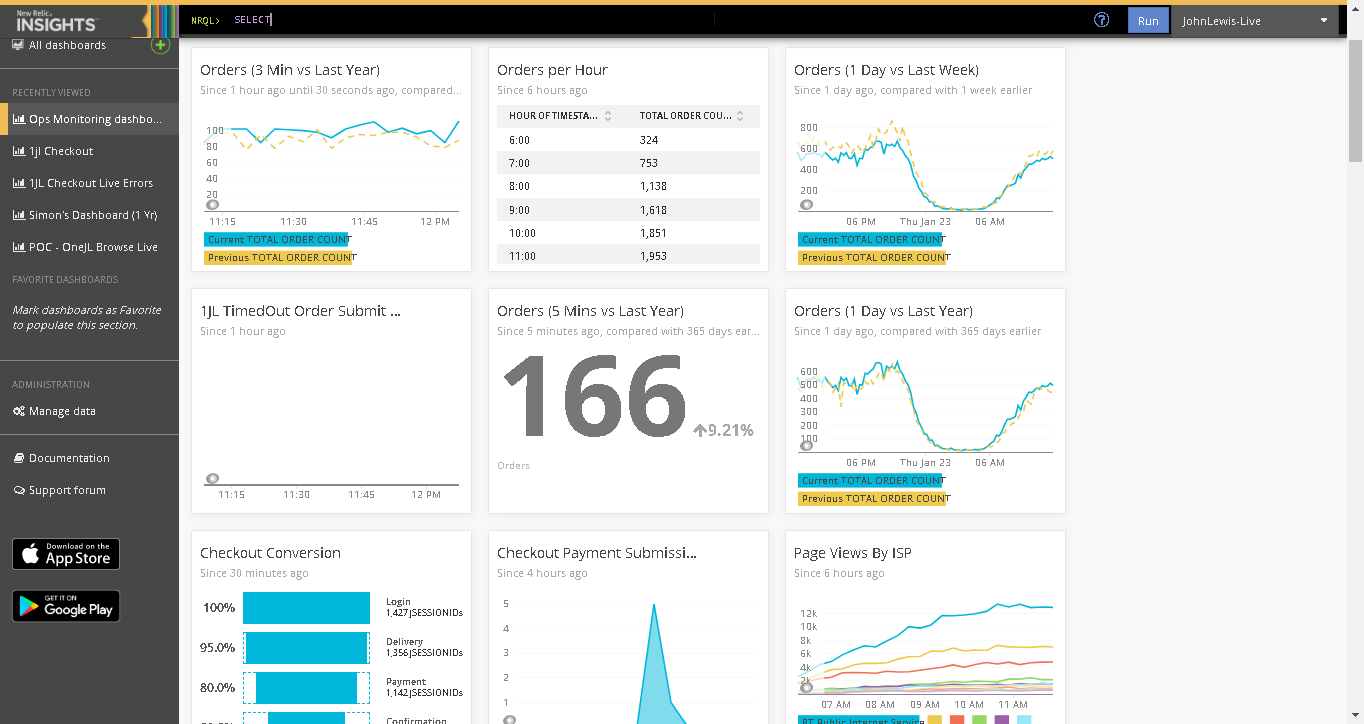 New Relic.
INSIGHTS
NRQL> SELECT
?
Run
JohnLewis-Live
All dashboards
RECENTLY VIEWED
Ops Monitoring dashbo...
1jl Checkout
1JL Checkout Live Errors
Simon's Dashboard (1 Yr)
POC - OneJL Browse Live
FAVORITE DASHBOARDS
Mark dashboards as Favorite
to populate this section.
ADMINISTRATION
Manage data
Documentation
Support forum
Download on the
App Store
GET IT ON
Google Play
Orders (3 Min vs Last Year)
Since 1 hour ago until 30 seconds ago, compared...
100
80
60
40
20
11:15 11:30 11:45 12 PM
Current TOTAL ORDER COUNT
Previous TOTAL ORDER COUNT
Orders per Hour
Since 6 hours ago
HOUR OF TIMESTA... TOTAL ORDER COU...
6:00 324
7:00 753
8:00 1,138
9:00 1,618
10:00 1,851
11:00 1,953
Orders (1 Day vs Last Week)
Since 1 day ago, compared with 1 week earlier
800
600
400
200
06 PM Thu Jan 23 06 AM
Current TOTAL ORDER COUNT
Previous TOTAL ORDER COUNT
1JL TimedOut Order Submit ...
Since 1 hour ago
11:15 11:30 11:45 12 PM
Orders (5 Mins vs Last Year)
Since 5 minutes ago, compared with 365 days ear...
166
9.21%
Orders
Orders (1 Day vs Last Year)
Since 1 day ago, compared with 365 days earlier
600
500
400
300
200
100
06 PM Thu Jan 23 06 AM
Current TOTAL ORDER COUNT
Previous TOTAL ORDER COUNT
Checkout Conversion
Since 30 minutes ago
100% Login
1,427 jSESSIONIDs
95.0% Delivery
1,356 jSESSIONIDs
80.0% Payment
1,142 jSESSIONIDs
Confirmation
Checkout Payment Submissi...
Since 4 hours ago
5
4
3
2
1
Page Views By ISP
Since 6 hours ago
12k
10k
8k
6k
4k
2k
07 AM 08 AM 09 AM 10 AM 11 AM
BT Public Internet Service